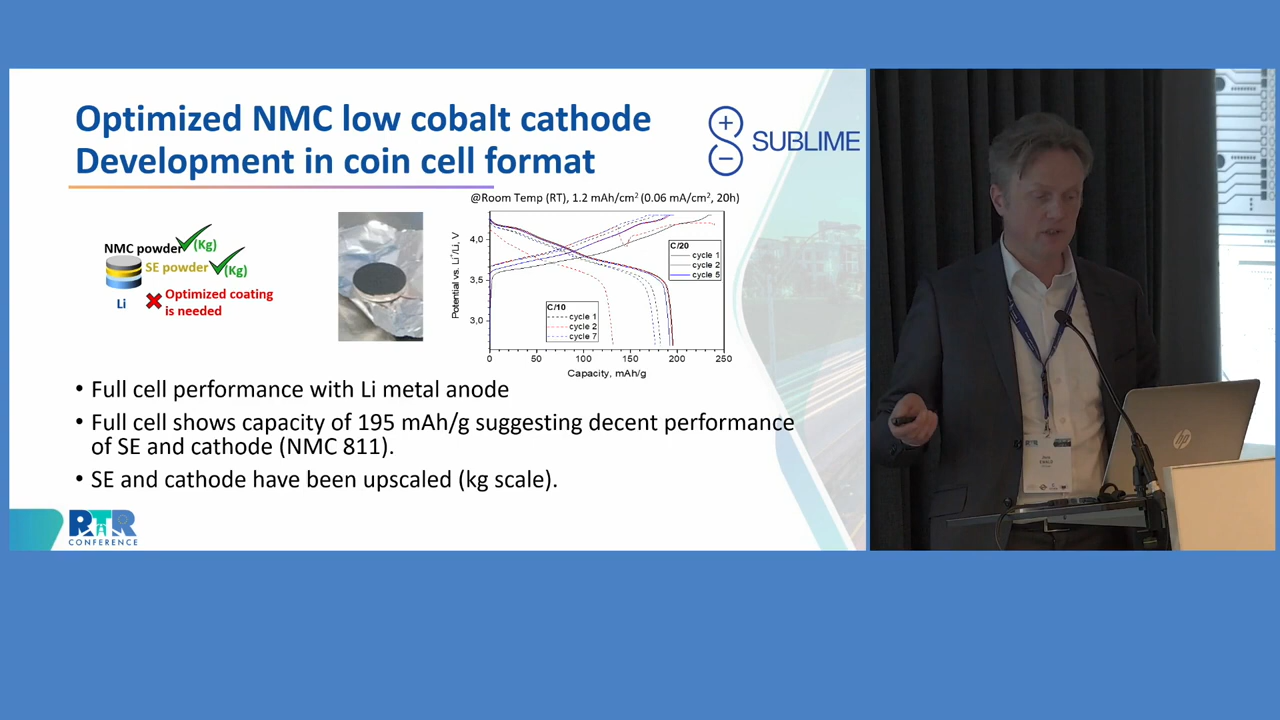 Optimized NMC low cobalt cathode
Development in coin cell format
SUBLIME
@Room Temp (RT), 1.2 mAh/cm² (0.06 mA/cm², 20h)
NMC powder (Kg)
SE powder (Kg)
Li
Optimized coating
is needed
Potential vs. Li⁺/Li, V
4,0
3,5
3,0
C/20
cycle 1
cycle 2
cycle 5
C/10
cycle 1
cycle 2
cycle 7
0 50 100 150 200 250
Capacity, mAh/g
• Full cell performance with Li metal anode
• Full cell shows capacity of 195 mAh/g suggesting decent performance
of SE and cathode (NMC 811).
• SE and cathode have been upscaled (kg scale).
RTR
CONFERENCE
hp